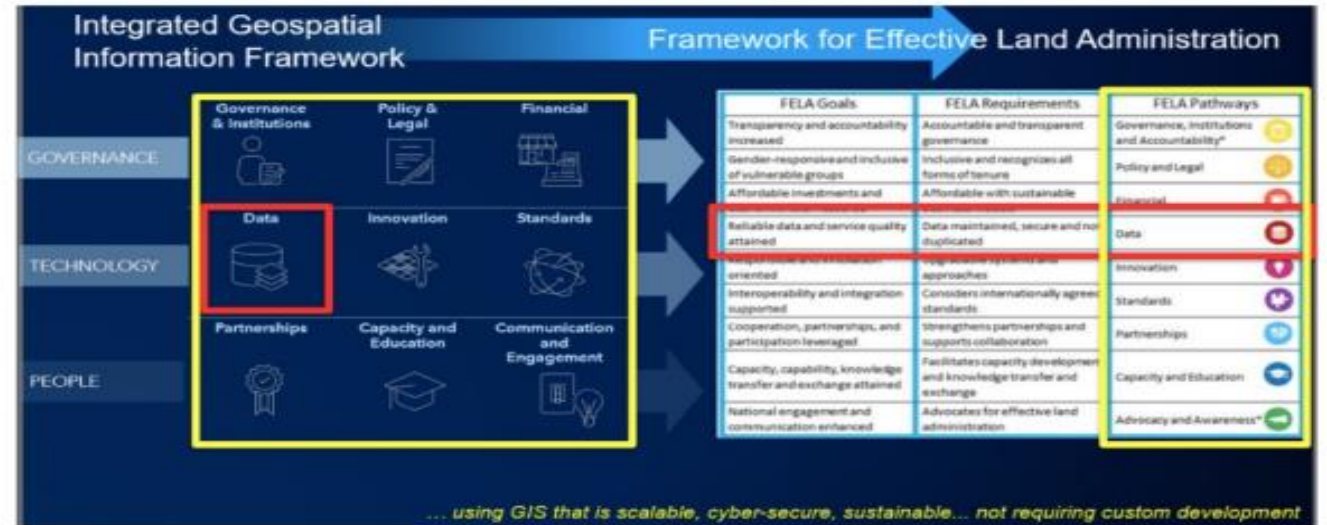 Integrated Geospatial
Information Framework
Framework for Effective Land Administration
GOVERNANCE
TECHNOLOGY
PEOPLE
Governance
& Institutions
Policy &
Legal
Financial
Data
Innovation
Standards
Partnerships
Capacity and
Education
Communication
and
Engagement
FELA Goals
FELA Requirements
FELA Pathways
Transparency and accountability
increased
Accountable and transparent
governance
Governance, Institutions
and Accountability*
Gender-responsive and inclusive
of vulnerable groups
Inclusive and recognizes all
forms of tenure
Policy and Legal
Affordable investments and
Affordable with sustainable
Financial
Reliable data and service quality
attained
Data maintained, secure and not
duplicated
Data
oriented
approaches
Innovation
Interoperability and integration
supported
Considers internationally agreed
standards
Standards
Cooperation, partnerships, and
participation leveraged
Strengthens partnerships and
supports collaboration
Partnerships
Capacity, capability, knowledge
transfer and exchange attained
Facilitates capacity development
and knowledge transfer and
exchange
Capacity and Education
National engagement and
communication enhanced
Advocates for effective land
administration
Advocacy and Awareness*
... using GIS that is scalable, cyber-secure, sustainable... not requiring custom development